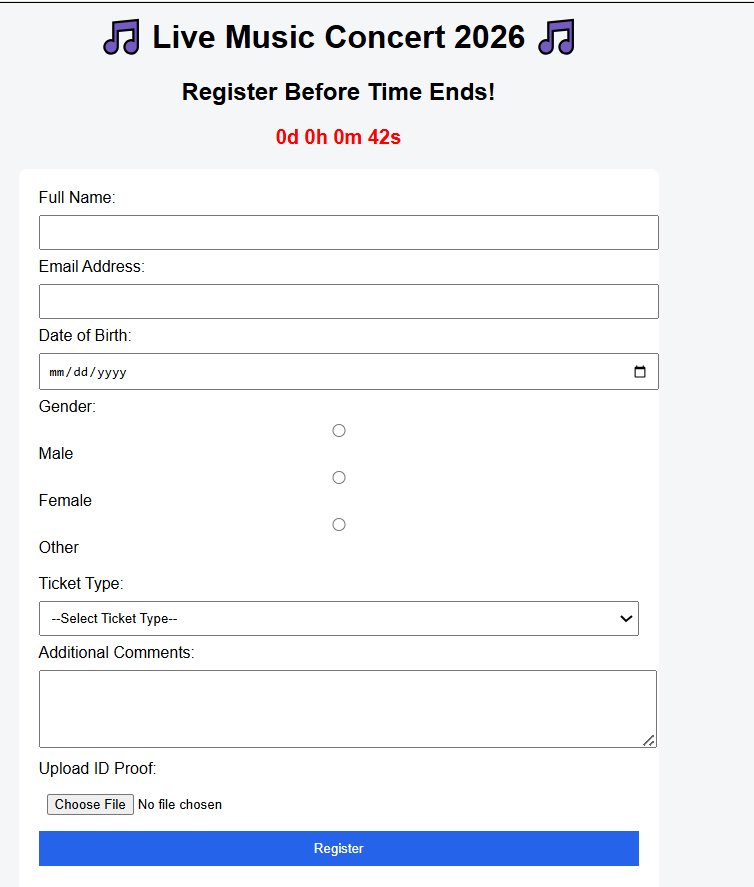 🎵 Live Music Concert 2026 🎵
Register Before Time Ends!
0d 0h 0m 42s
Full Name:
Email Address:
Date of Birth:
mm/dd/yyyy
Gender:
Male
Female
Other
Ticket Type:
--Select Ticket Type--
Additional Comments:
Upload ID Proof:
Choose File No file chosen
Register